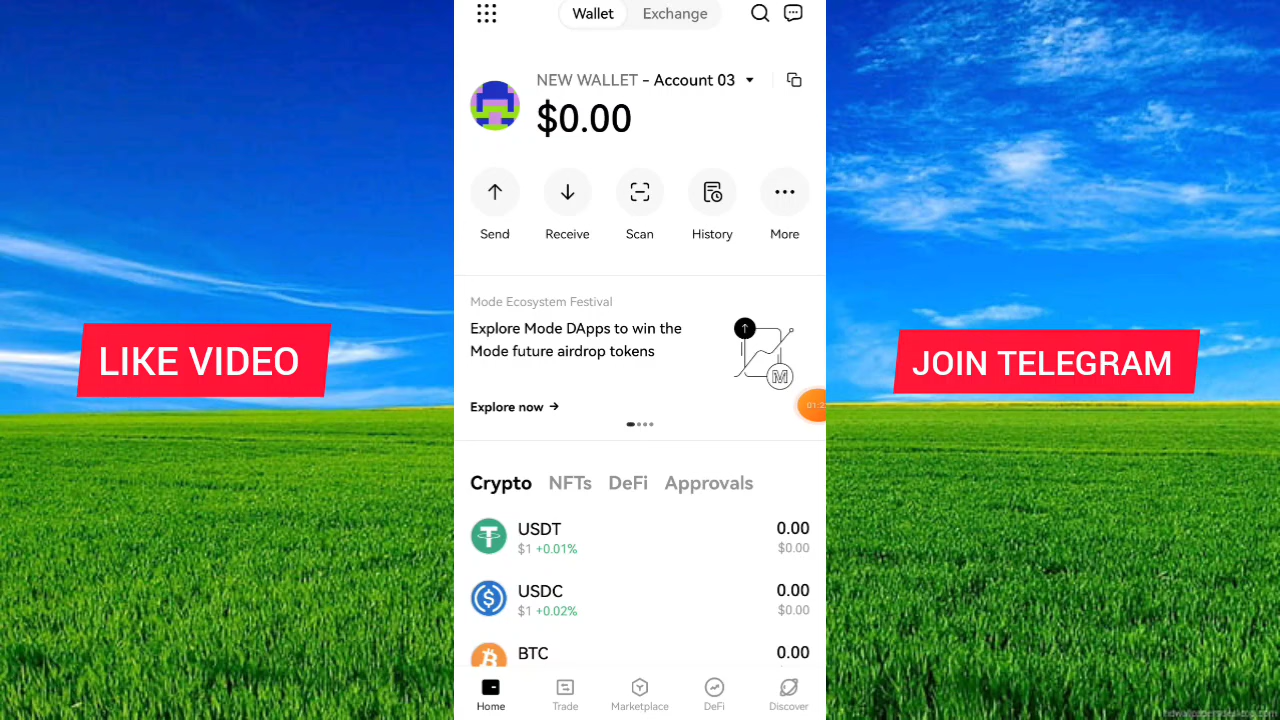 Wallet
Exchange
NEW WALLET - Account 03
$0.00
Send
Receive
Scan
History
More
Mode Ecosystem Festival
Explore Mode DApps to win the
Mode future airdrop tokens
Explore now →
LIKE VIDEO
JOIN TELEGRAM
Crypto
NFTs
DeFi
Approvals
USDT
0.00
$1 +0.01%
$0.00
USDC
0.00
$1 +0.02%
$0.00
BTC
0.00
Home
Trade
Marketplace
DeFi
Discover